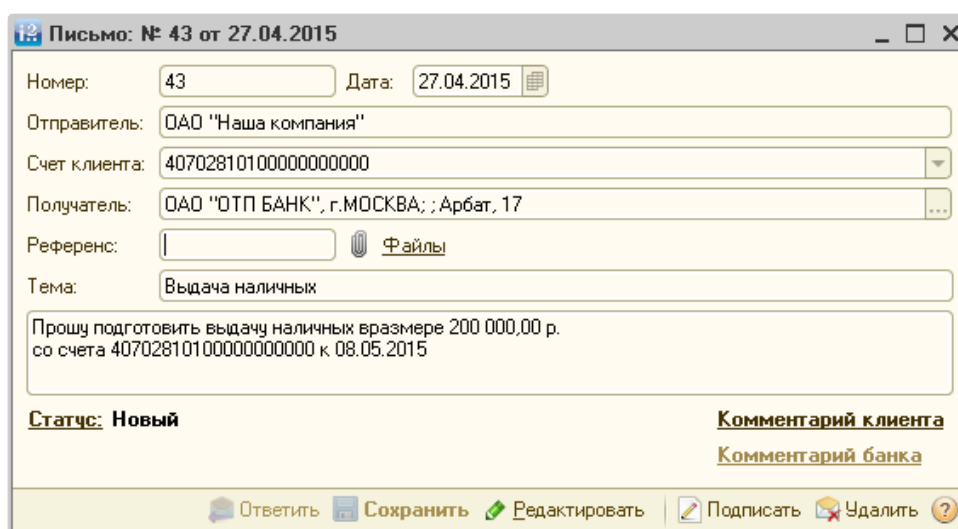 Письмо: № 43 от 27.04.2015
Номер: 43 Дата: 27.04.2015
Отправитель: ОАО "Наша компания"
Счет клиента: 40702810100000000000
Получатель: ОАО "ОТП БАНК", г.МОСКВА; ; Арбат, 17
Референс: Файлы
Тема: Выдача наличных
Прошу подготовить выдачу наличных вразмере 200 000,00 р.
со счета 40702810100000000000 к 08.05.2015
Статус: Новый Комментарий клиента
Комментарий банка
Ответить Сохранить Редактировать Подписать Удалить